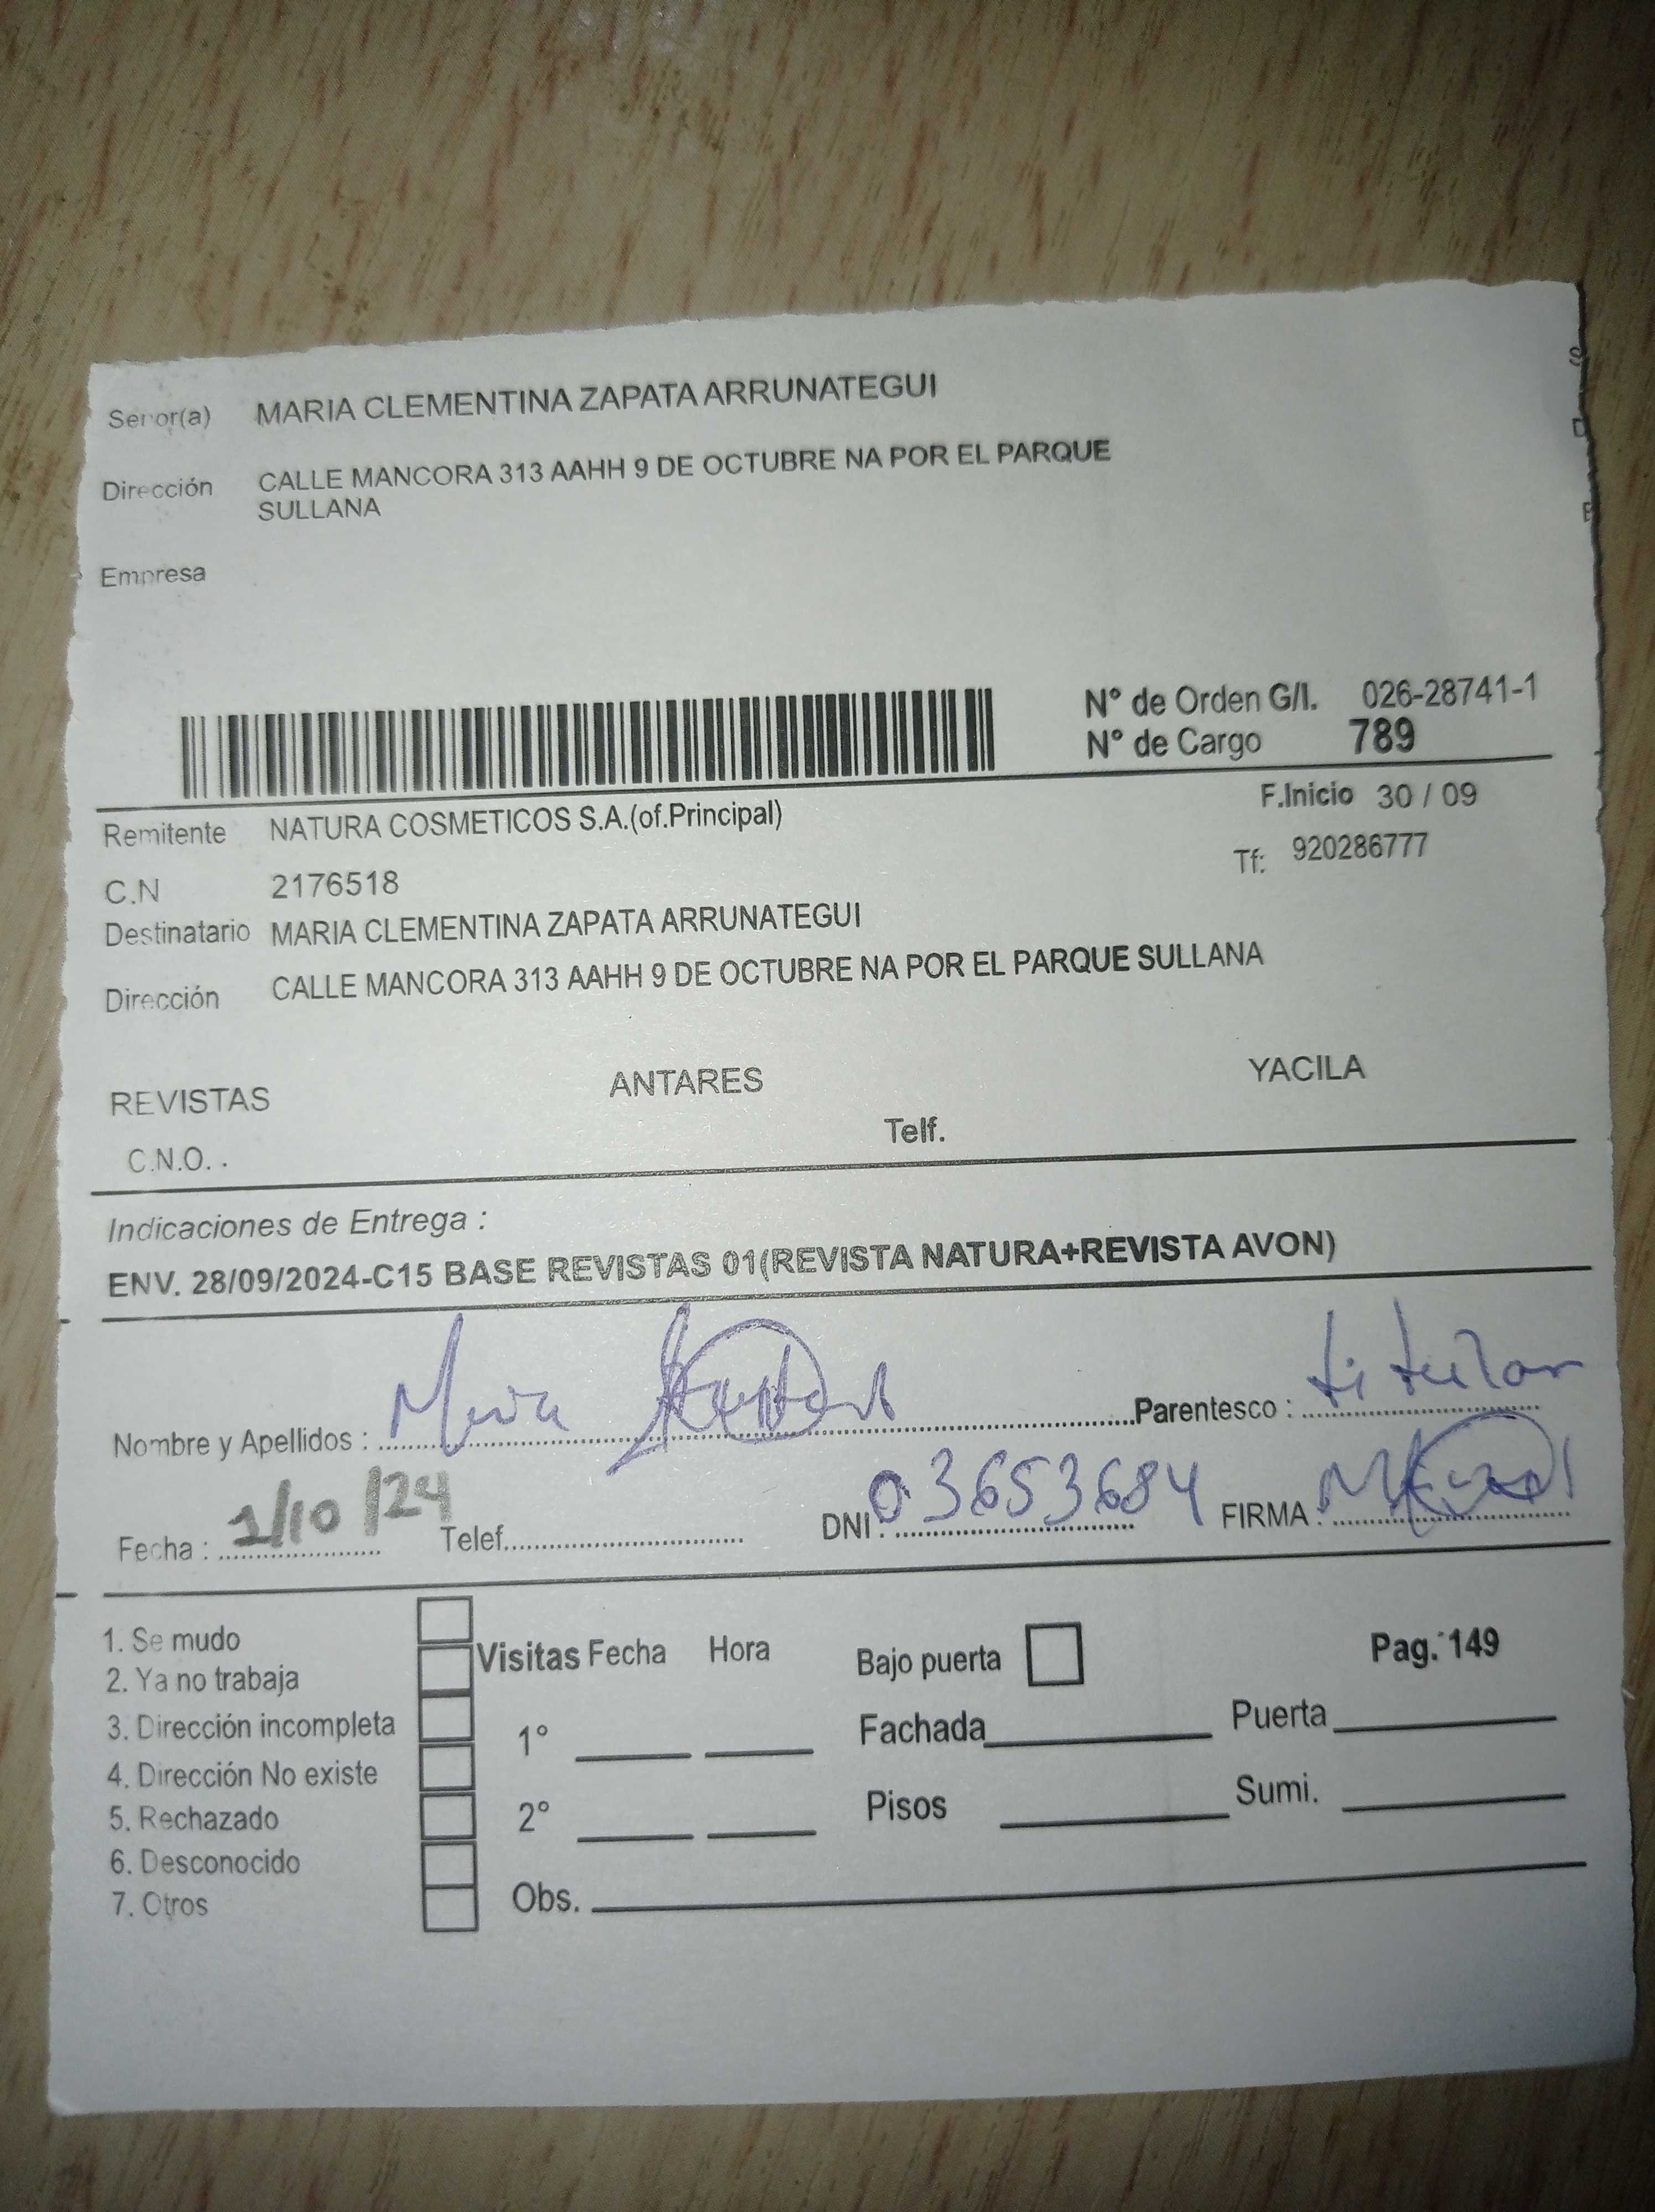 Señor(a) MARIA CLEMENTINA ZAPATA ARRUNATEGUI
Dirección CALLE MANCORA 313 AAHH 9 DE OCTUBRE NA POR EL PARQUE
SULLANA
Empresa
N° de Orden G/I. 026-28741-1
N° de Cargo 789
F.Inicio 30 / 09
Remitente NATURA COSMETICOS S.A.(of.Principal)
Tf: 920286777
C.N 2176518
Destinatario MARIA CLEMENTINA ZAPATA ARRUNATEGUI
Dirección CALLE MANCORA 313 AAHH 9 DE OCTUBRE NA POR EL PARQUE SULLANA
REVISTAS ANTARES YACILA
C.N.O. . Telf.
Indicaciones de Entrega :
ENV. 28/09/2024-C15 BASE REVISTAS 01(REVISTA NATURA+REVISTA AVON)
Nombre y Apellidos : Parentesco : titular
Fecha : 1/10/24 Telef. DNI : 03653684 FIRMA :
1. Se mudo
2. Ya no trabaja
3. Dirección incompleta
4. Dirección No existe
5. Rechazado
6. Desconocido
7. Otros
Visitas Fecha Hora
1°
2°
Bajo puerta Pag. 149
Fachada Puerta
Pisos Sumi.
Obs.